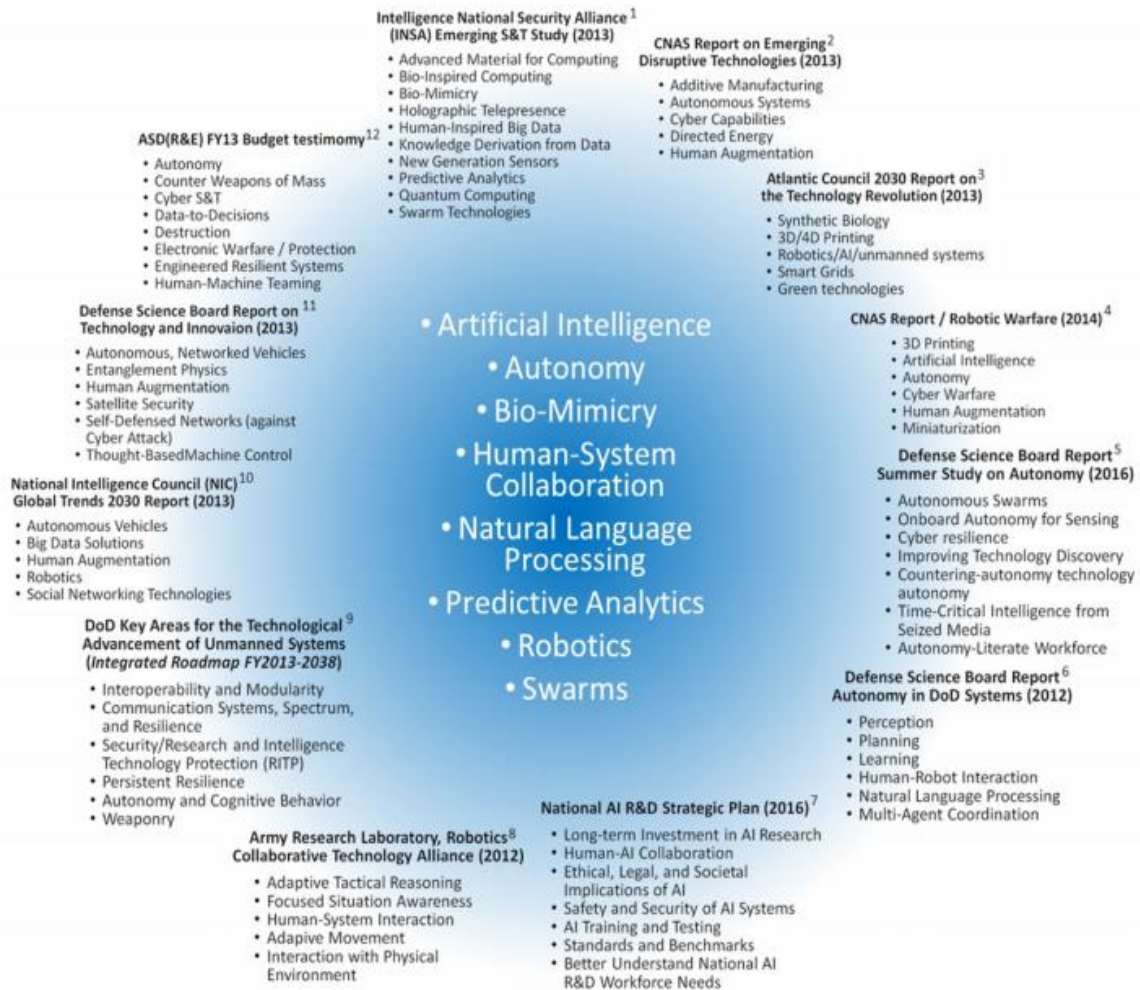 Intelligence National Security Alliance 1
(INSA) Emerging S&T Study (2013)
• Advanced Material for Computing
• Bio-Inspired Computing
• Bio-Mimicry
• Holographic Telepresence
• Human-Inspired Big Data
• Knowledge Derivation from Data
• New Generation Sensors
• Predictive Analytics
• Quantum Computing
• Swarm Technologies
CNAS Report on Emerging 2
Disruptive Technologies (2013)
• Additive Manufacturing
• Autonomous Systems
• Cyber Capabilities
• Directed Energy
• Human Augmentation
Atlantic Council 2030 Report on 3
the Technology Revolution (2013)
• Synthetic Biology
• 3D/4D Printing
• Robotics/AI/unmanned systems
• Smart Grids
• Green technologies
CNAS Report / Robotic Warfare (2014) 4
• 3D Printing
• Artificial Intelligence
• Autonomy
• Cyber Warfare
• Human Augmentation
• Miniaturization
Defense Science Board Report 5
Summer Study on Autonomy (2016)
• Autonomous Swarms
• Onboard Autonomy for Sensing
• Cyber resilience
• Improving Technology Discovery
• Countering-autonomy technology
autonomy
• Time-Critical Intelligence from
Seized Media
• Autonomy-Literate Workforce
Defense Science Board Report 6
Autonomy in DoD Systems (2012)
• Perception
• Planning
• Learning
• Human-Robot Interaction
• Natural Language Processing
• Multi-Agent Coordination
National AI R&D Strategic Plan (2016) 7
• Long-term Investment in AI Research
• Human-AI Collaboration
• Ethical, Legal, and Societal
Implications of AI
• Safety and Security of AI Systems
• AI Training and Testing
• Standards and Benchmarks
• Better Understand National AI
R&D Workforce Needs
Army Research Laboratory, Robotics 8
Collaborative Technology Alliance (2012)
• Adaptive Tactical Reasoning
• Focused Situation Awareness
• Human-System Interaction
• Adapive Movement
• Interaction with Physical
Environment
DoD Key Areas for the Technological 9
Advancement of Unmanned Systems
(Integrated Roadmap FY2013-2038)
• Interoperability and Modularity
• Communication Systems, Spectrum,
and Resilience
• Security/Research and Intelligence
Technology Protection (RITP)
• Persistent Resilience
• Autonomy and Cognitive Behavior
• Weaponry
National Intelligence Council (NIC) 10
Global Trends 2030 Report (2013)
• Autonomous Vehicles
• Big Data Solutions
• Human Augmentation
• Robotics
• Social Networking Technologies
Defense Science Board Report on 11
Technology and Innovaion (2013)
• Autonomous, Networked Vehicles
• Entanglement Physics
• Human Augmentation
• Satellite Security
• Self-Defensed Networks (against
Cyber Attack)
• Thought-BasedMachine Control
ASD(R&E) FY13 Budget testimomy 12
• Autonomy
• Counter Weapons of Mass
• Cyber S&T
• Data-to-Decisions
• Destruction
• Electronic Warfare / Protection
• Engineered Resilient Systems
• Human-Machine Teaming
• Artificial Intelligence
• Autonomy
• Bio-Mimicry
• Human-System
Collaboration
• Natural Language
Processing
• Predictive Analytics
• Robotics
• Swarms